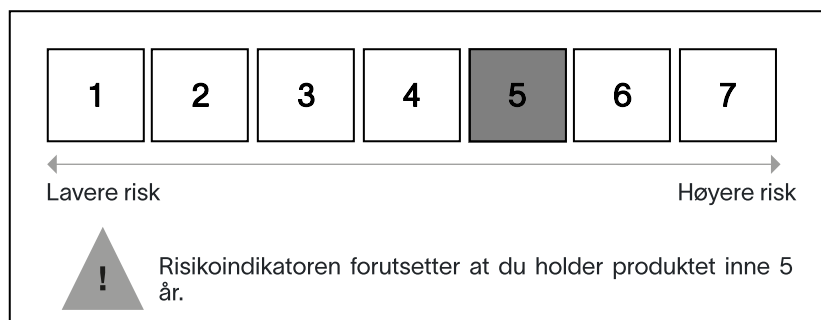 1 2 3 4 5 6 7
Lavere risk Høyere risk
! Risikoindikatoren forutsetter at du holder produktet inne 5
år.